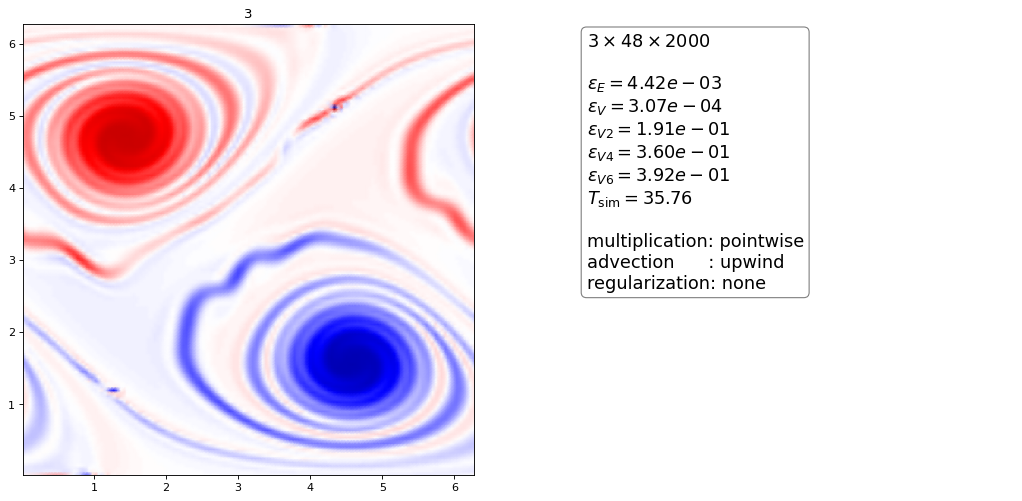 3
6
5
4
3
2
1
1 2 3 4 5 6
3 × 48 × 2000
ε_E = 4.42e − 03
ε_V = 3.07e − 04
ε_V2 = 1.91e − 01
ε_V4 = 3.60e − 01
ε_V6 = 3.92e − 01
T_sim = 35.76
multiplication: pointwise
advection : upwind
regularization: none